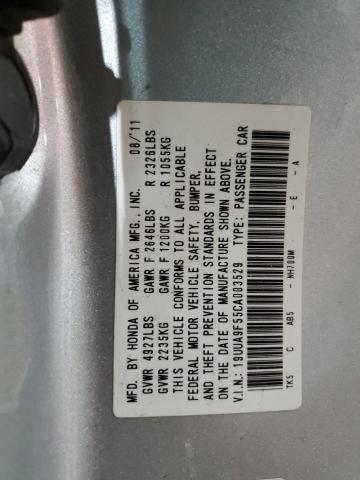 MFD. BY HONDA OF AMERICA MFG., INC. 08/'11
GVWR 4927LBS GAWR F 2646LBS R 2326LBS
GVWR 2235KG GAWR F 1200KG R 1055KG
THIS VEHICLE CONFORMS TO ALL APPLICABLE
FEDERAL MOTOR VEHICLE SAFETY, BUMPER,
AND THEFT PREVENTION STANDARDS IN EFFECT
ON THE DATE OF MANUFACTURE SHOWN ABOVE.
V.I.N.: 19UUA9F55CA003529 TYPE: PASSENGER CAR
TK5 C AB5 - NH700M - E - A